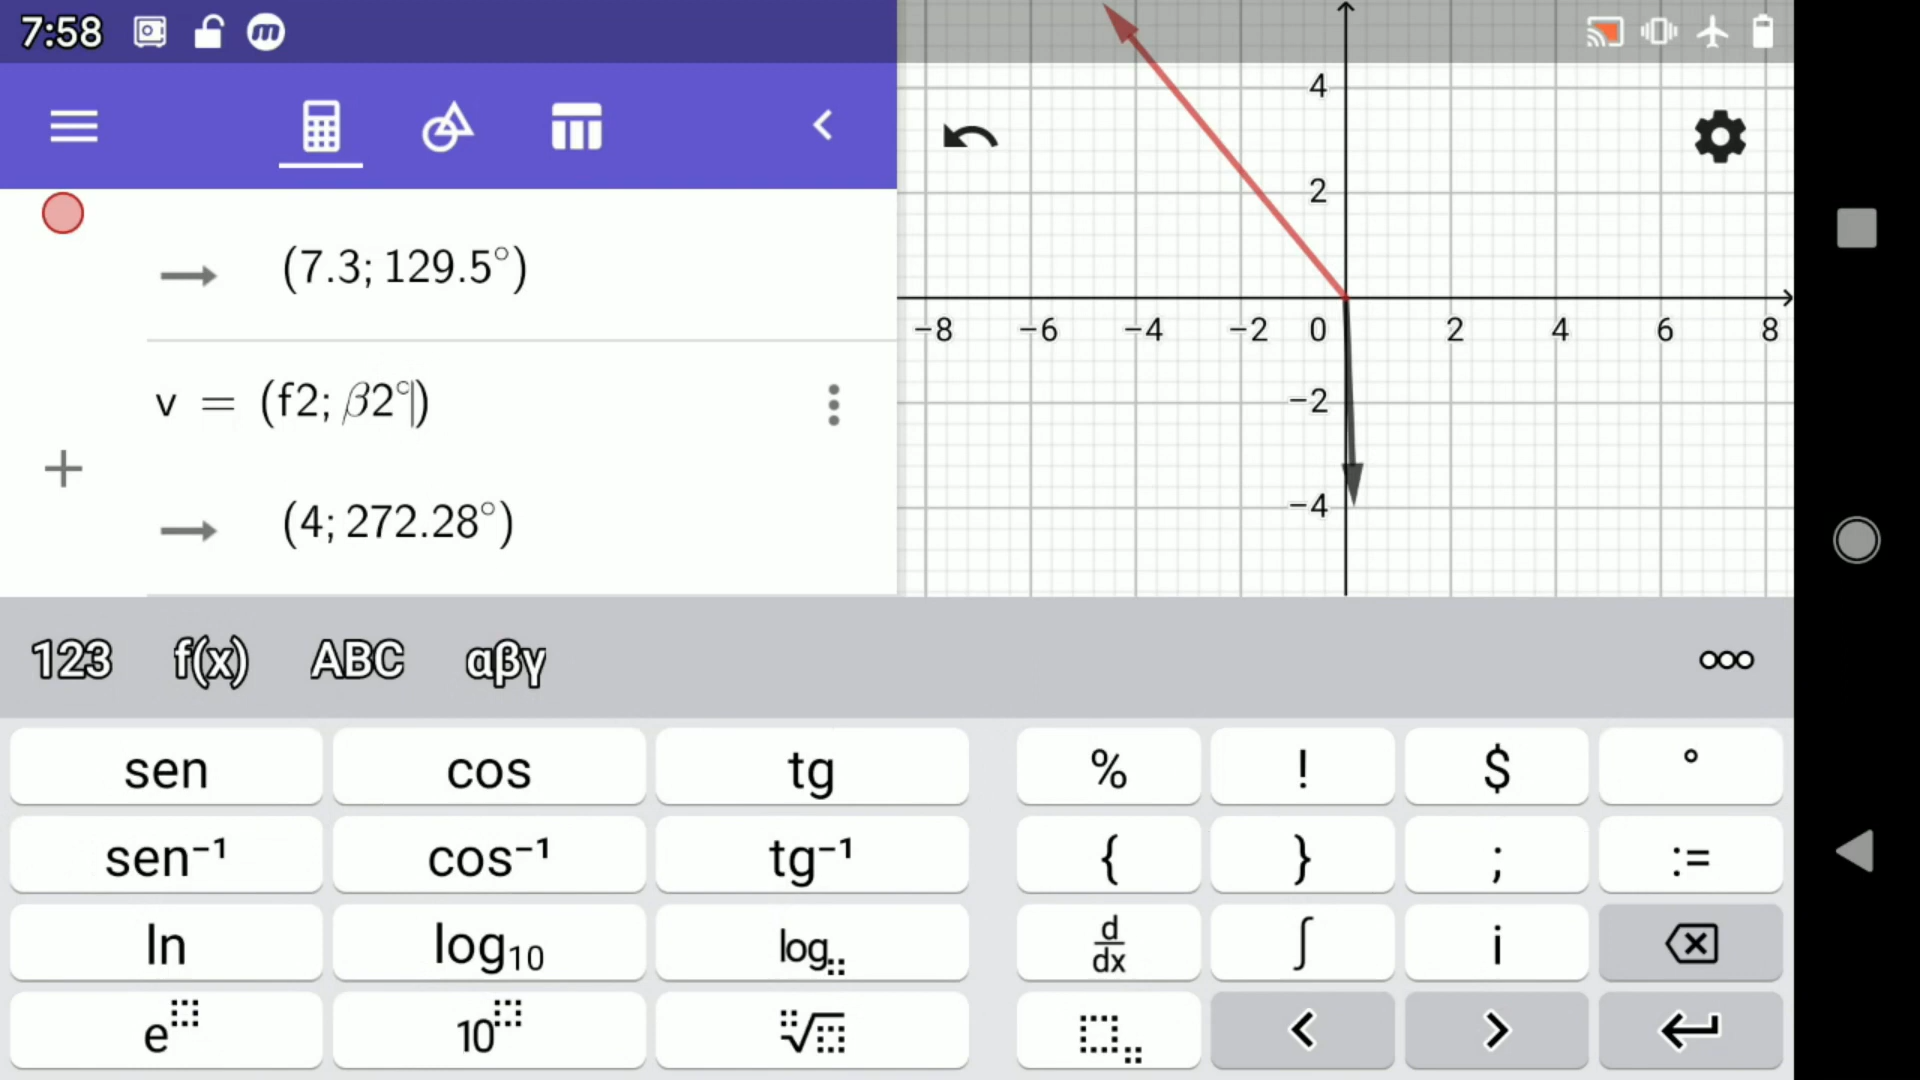 7:58
(7.3; 129.5°)
v = (f2; β2°)
+
(4; 272.28°)
4
2
−8 −6 −4 −2 0 2 4 6 8
−2
−4
123 f(x) ABC αβγ
sen cos tg % ! $ °
sen⁻¹ cos⁻¹ tg⁻¹ { } ; :=
ln log₁₀ log d/dx ∫ i
e 10 √ < >